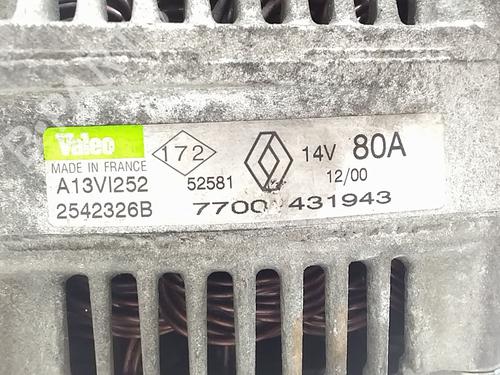 Valeo
MADE IN FRANCE
172
14V 80A
A13VI252 52581 12/00
2542326B 7700 431943